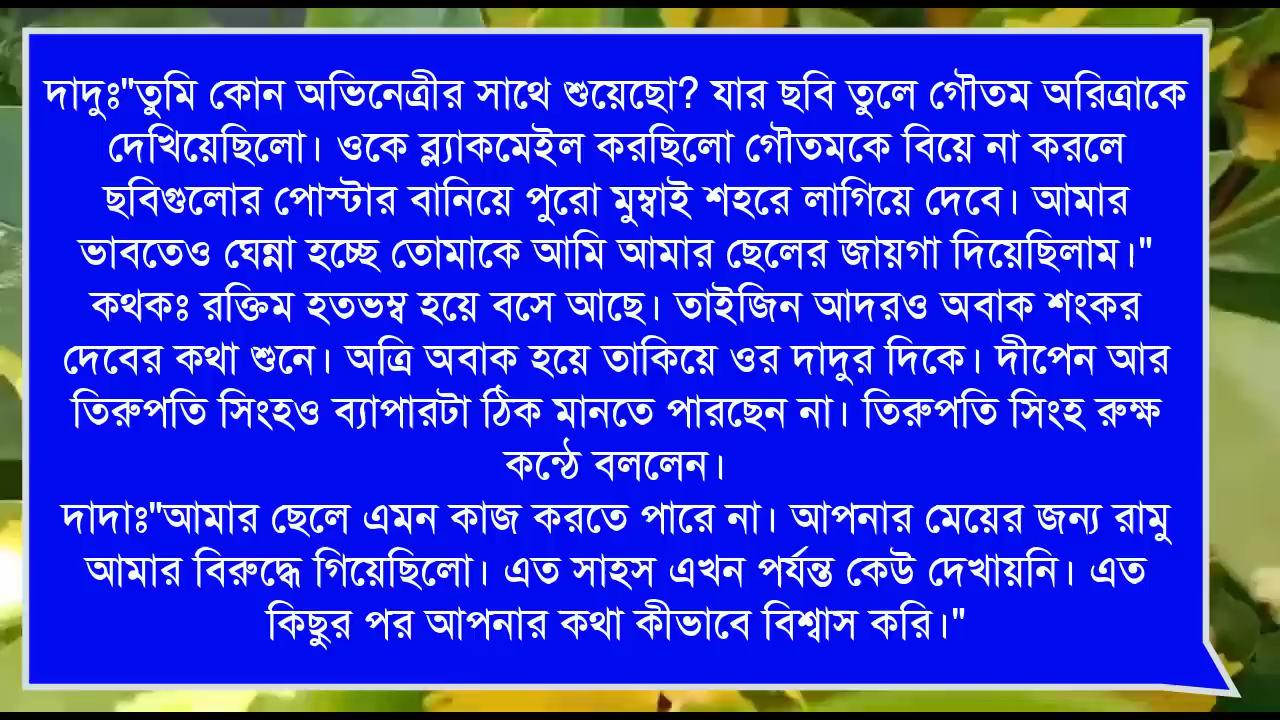 দাদুঃ"তুমি কোন অভিনেত্রীর সাথে শুয়েছো? যার ছবি তুলে গৌতম অরিত্রাকে
দেখিয়েছিলো। ওকে ব্ল্যাকমেইল করছিলো গৌতমকে বিয়ে না করলে
ছবিগুলোর পোস্টার বানিয়ে পুরো মুম্বাই শহরে লাগিয়ে দেবে। আমার
ভাবতেও ঘেন্না হচ্ছে তোমাকে আমি আমার ছেলের জায়গা দিয়েছিলাম।"
কথকঃ রক্তিম হতভম্ব হয়ে বসে আছে। তাইজিন আদরও অবাক শংকর
দেবের কথা শুনে। অত্রি অবাক হয়ে তাকিয়ে ওর দাদুর দিকে। দীপেন আর
তিরুপতি সিংহও ব্যাপারটা ঠিক মানতে পারছেন না। তিরুপতি সিংহ রুক্ষ
কন্ঠে বললেন।
দাদাঃ"আমার ছেলে এমন কাজ করতে পারে না। আপনার মেয়ের জন্য রামু
আমার বিরুদ্ধে গিয়েছিলো। এত সাহস এখন পর্যন্ত কেউ দেখায়নি। এত
কিছুর পর আপনার কথা কীভাবে বিশ্বাস করি।"